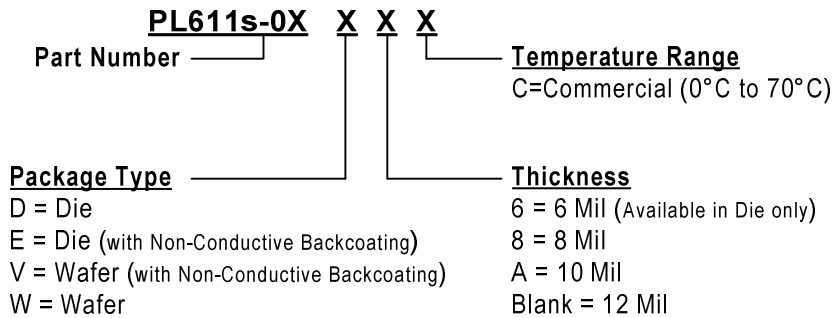 PL611s-0X X X X
Part Number
Temperature Range
C=Commercial (0°C to 70°C)
Package Type
D = Die
E = Die (with Non-Conductive Backcoating)
V = Wafer (with Non-Conductive Backcoating)
W = Wafer
Thickness
6 = 6 Mil (Available in Die only)
8 = 8 Mil
A = 10 Mil
Blank = 12 Mil